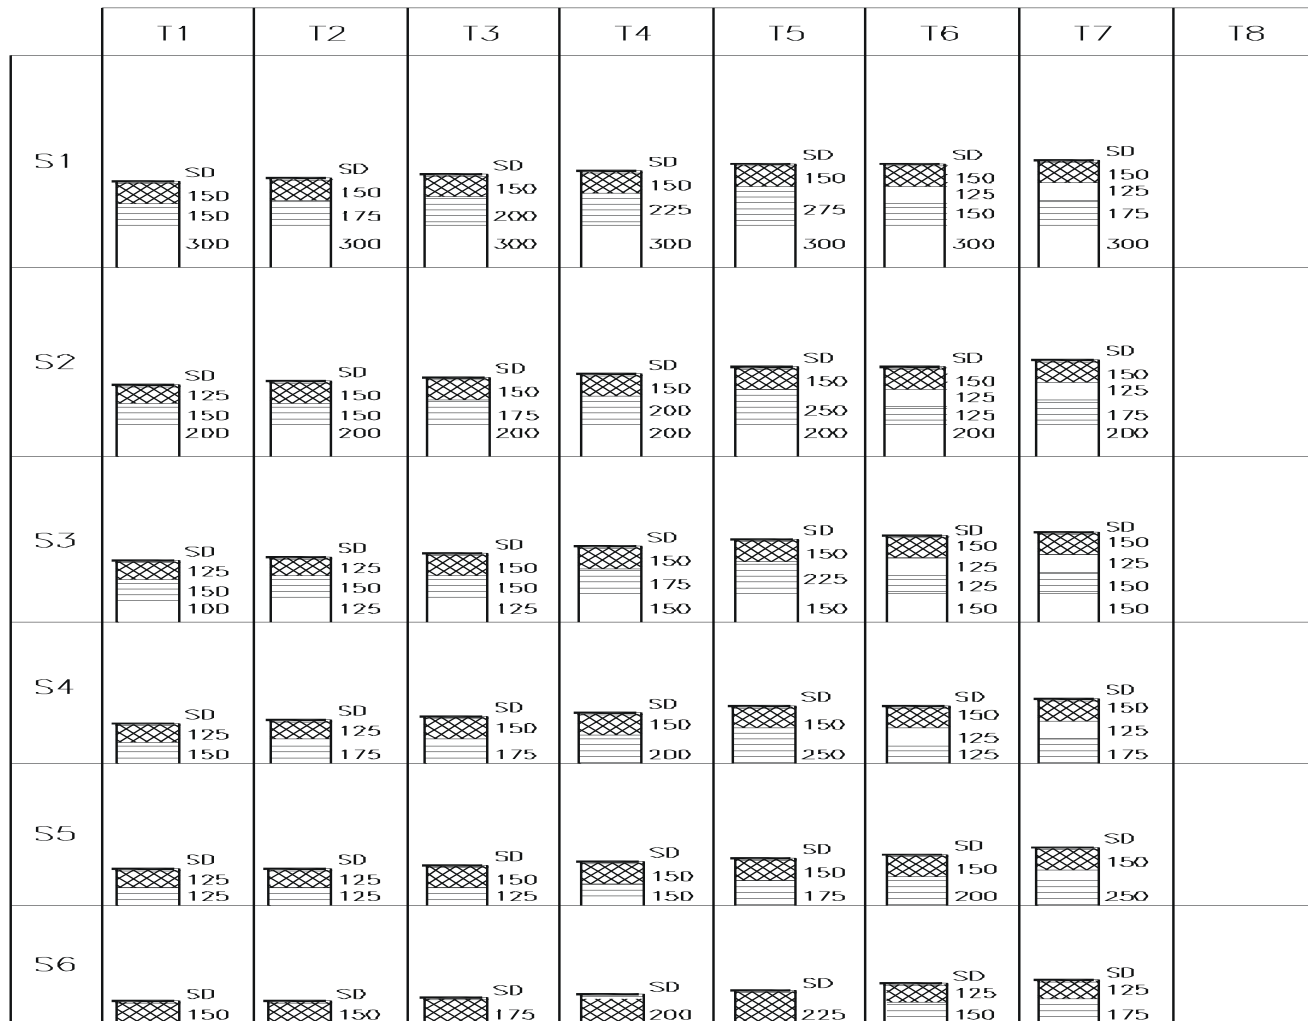 T1 T2 T3 T4 T5 T6 T7 T8
S1
SD SD SD SD SD SD SD
150 150 150 150 150 150 150
125 125
150 175 200 225 275 150 175
300 300 300 300 300 300 300
S2
SD SD SD SD SD SD SD
125 150 150 150 150 150 150
125 125
150 150 175 200 250 125 175
200 200 200 200 200 200 200
S3
SD SD SD SD SD SD SD
125 125 150 150 150 150 150
125 125
150 150 150 175 225 125 150
100 125 125 150 150 150 150
S4
SD SD SD SD SD SD SD
125 125 150 150 150 150 150
125 125
150 175 175 200 250 125 175
S5
SD SD SD SD SD SD SD
125 125 150 150 150 150 150
125 125 125 150 175 200 250
S6
SD SD SD SD SD SD SD
125 125
150 150 175 200 225 150 175